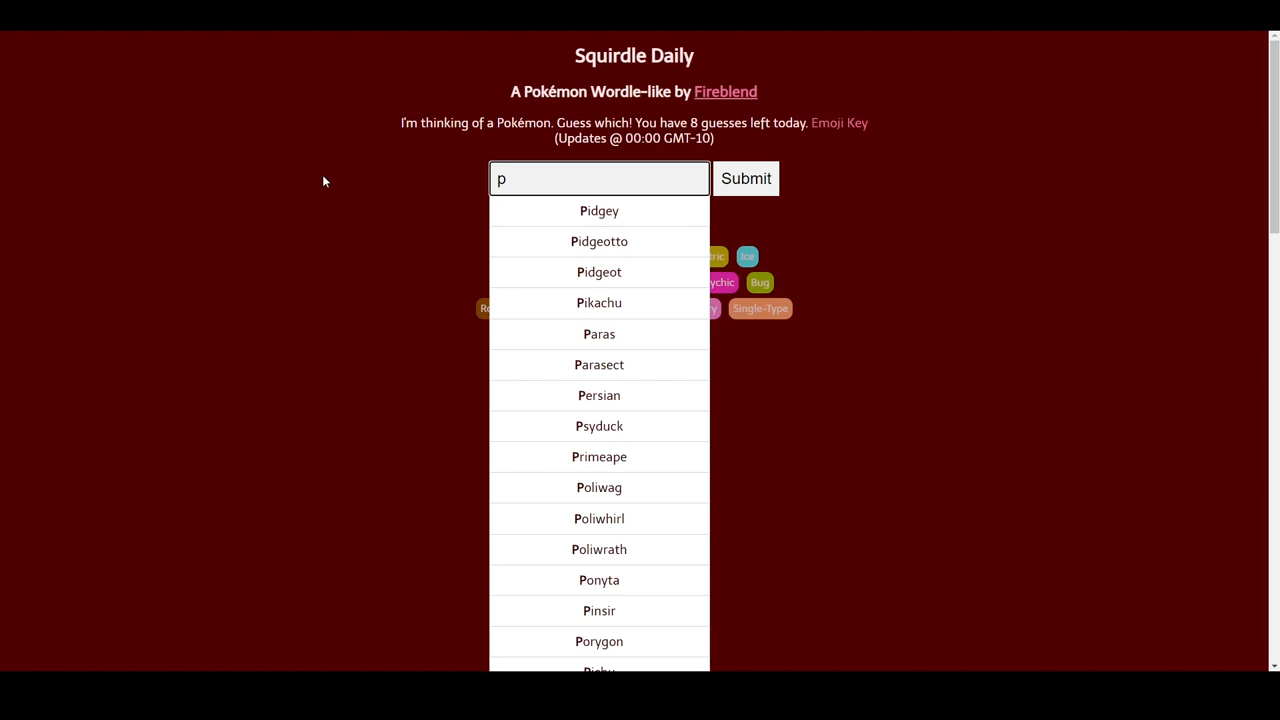 Squirdle Daily
A Pokémon Wordle-like by Fireblend
I'm thinking of a Pokémon. Guess which! You have 8 guesses left today. Emoji Key
(Updates @ 00:00 GMT-10)
p Submit
Pidgey
Pidgeotto
tric Ice
Pidgeot
ychic Bug
Pikachu
Single-Type
Paras
Parasect
Persian
Psyduck
Primeape
Poliwag
Poliwhirl
Poliwrath
Ponyta
Pinsir
Porygon